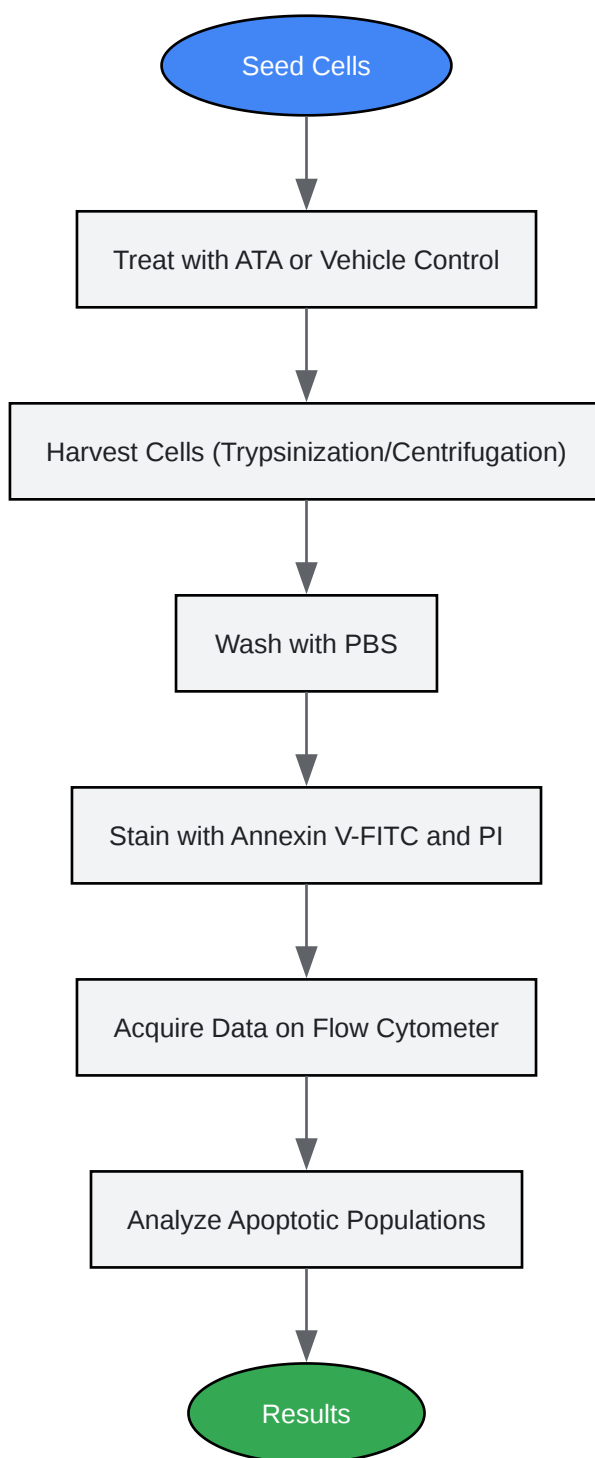 Seed Cells
Treat with ATA or Vehicle Control
Harvest Cells (Trypsinization/Centrifugation)
Wash with PBS
Stain with Annexin V-FITC and PI
Acquire Data on Flow Cytometer
Analyze Apoptotic Populations
Results